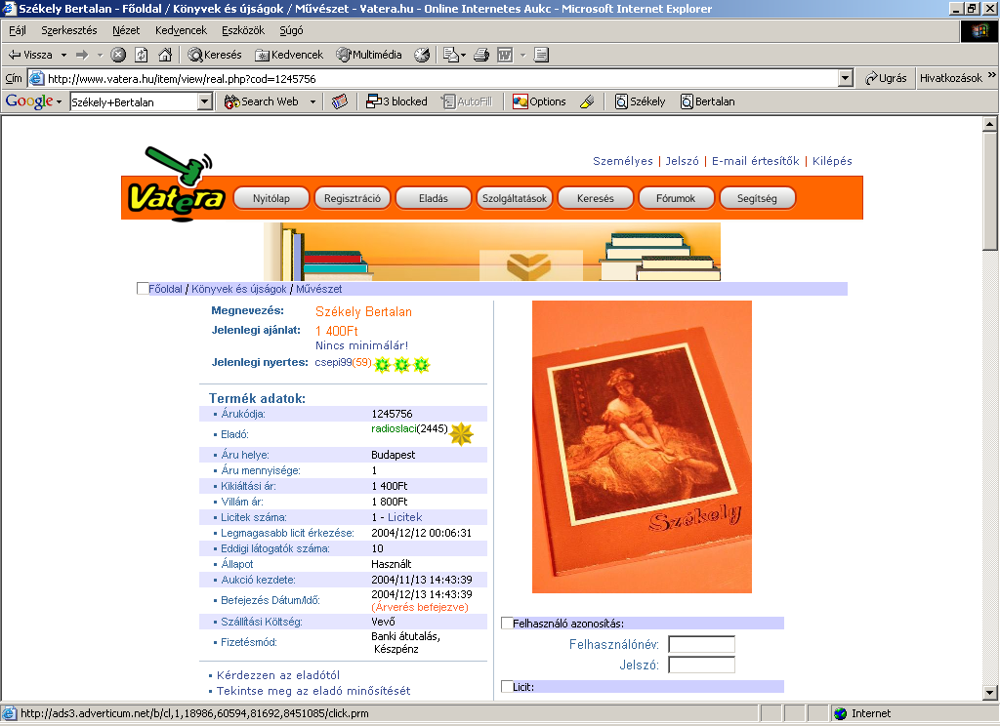 Székely Bertalan - Főoldal / Könyvek és újságok / Művészet - Vatera.hu - Online Internetes Aukc - Microsoft Internet Explorer
Fájl Szerkesztés Nézet Kedvencek Eszközök Súgó
Vissza Keresés Kedvencek Multimédia
Cím http://www.vatera.hu/item/view/real.php?cod=1245756 Ugrás Hivatkozások »
Google Székely+Bertalan Search Web 3 blocked AutoFill Options Székely Bertalan
Személyes | Jelszó | E-mail értesítők | Kilépés
Vatera Nyitólap Regisztráció Eladás Szolgáltatások Keresés Fórumok Segítség
Főoldal / Könyvek és újságok / Művészet
Megnevezés: Székely Bertalan
Jelenlegi ajánlat: 1 400Ft
Nincs minimálár!
Jelenlegi nyertes: csepi99(59)
Termék adatok:
Árukódja: 1245756
Eladó: radioslaci(2445)
Áru helye: Budapest
Áru mennyisége: 1
Kikiáltási ár: 1 400Ft
Villám ár: 1 800Ft
Licitek száma: 1 - Licitek
Legmagasabb licit érkezése: 2004/12/12 00:06:31
Eddigi látogatók száma: 10
Állapot Használt
Aukció kezdete: 2004/11/13 14:43:39
Befejezés Dátum/Idő: 2004/12/13 14:43:39
(Árverés befejezve)
Szállítási Költség: Vevő
Fizetésmód: Banki átutalás,
Készpénz
Kérdezzen az eladótól
Tekintse meg az eladó minősítését
Székely
Felhasználó azonosítás:
Felhasználónév:
Jelszó:
Licit:
http://ads3.adverticum.net/b/cl,1,18986,60594,81692,8451085/click.prm Internet